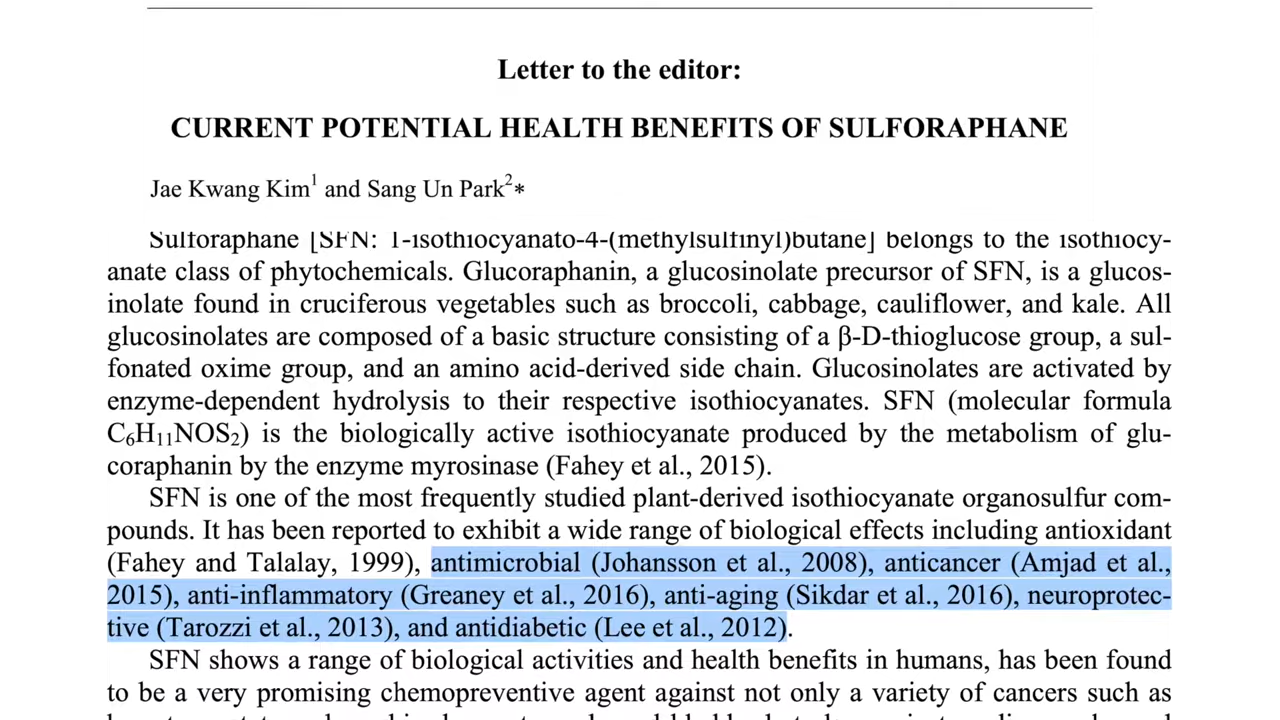 Letter to the editor:
CURRENT POTENTIAL HEALTH BENEFITS OF SULFORAPHANE
Jae Kwang Kim1 and Sang Un Park2*
Sulforaphane [SFN: 1-isothiocyanato-4-(methylsulfinyl)butane] belongs to the isothiocy-
anate class of phytochemicals. Glucoraphanin, a glucosinolate precursor of SFN, is a glucos-
inolate found in cruciferous vegetables such as broccoli, cabbage, cauliflower, and kale. All
glucosinolates are composed of a basic structure consisting of a β-D-thioglucose group, a sul-
fonated oxime group, and an amino acid-derived side chain. Glucosinolates are activated by
enzyme-dependent hydrolysis to their respective isothiocyanates. SFN (molecular formula
C6H11NOS2) is the biologically active isothiocyanate produced by the metabolism of glu-
coraphanin by the enzyme myrosinase (Fahey et al., 2015).
SFN is one of the most frequently studied plant-derived isothiocyanate organosulfur com-
pounds. It has been reported to exhibit a wide range of biological effects including antioxidant
(Fahey and Talalay, 1999), antimicrobial (Johansson et al., 2008), anticancer (Amjad et al.,
2015), anti-inflammatory (Greaney et al., 2016), anti-aging (Sikdar et al., 2016), neuroprotec-
tive (Tarozzi et al., 2013), and antidiabetic (Lee et al., 2012).
SFN shows a range of biological activities and health benefits in humans, has been found
to be a very promising chemopreventive agent against not only a variety of cancers such as